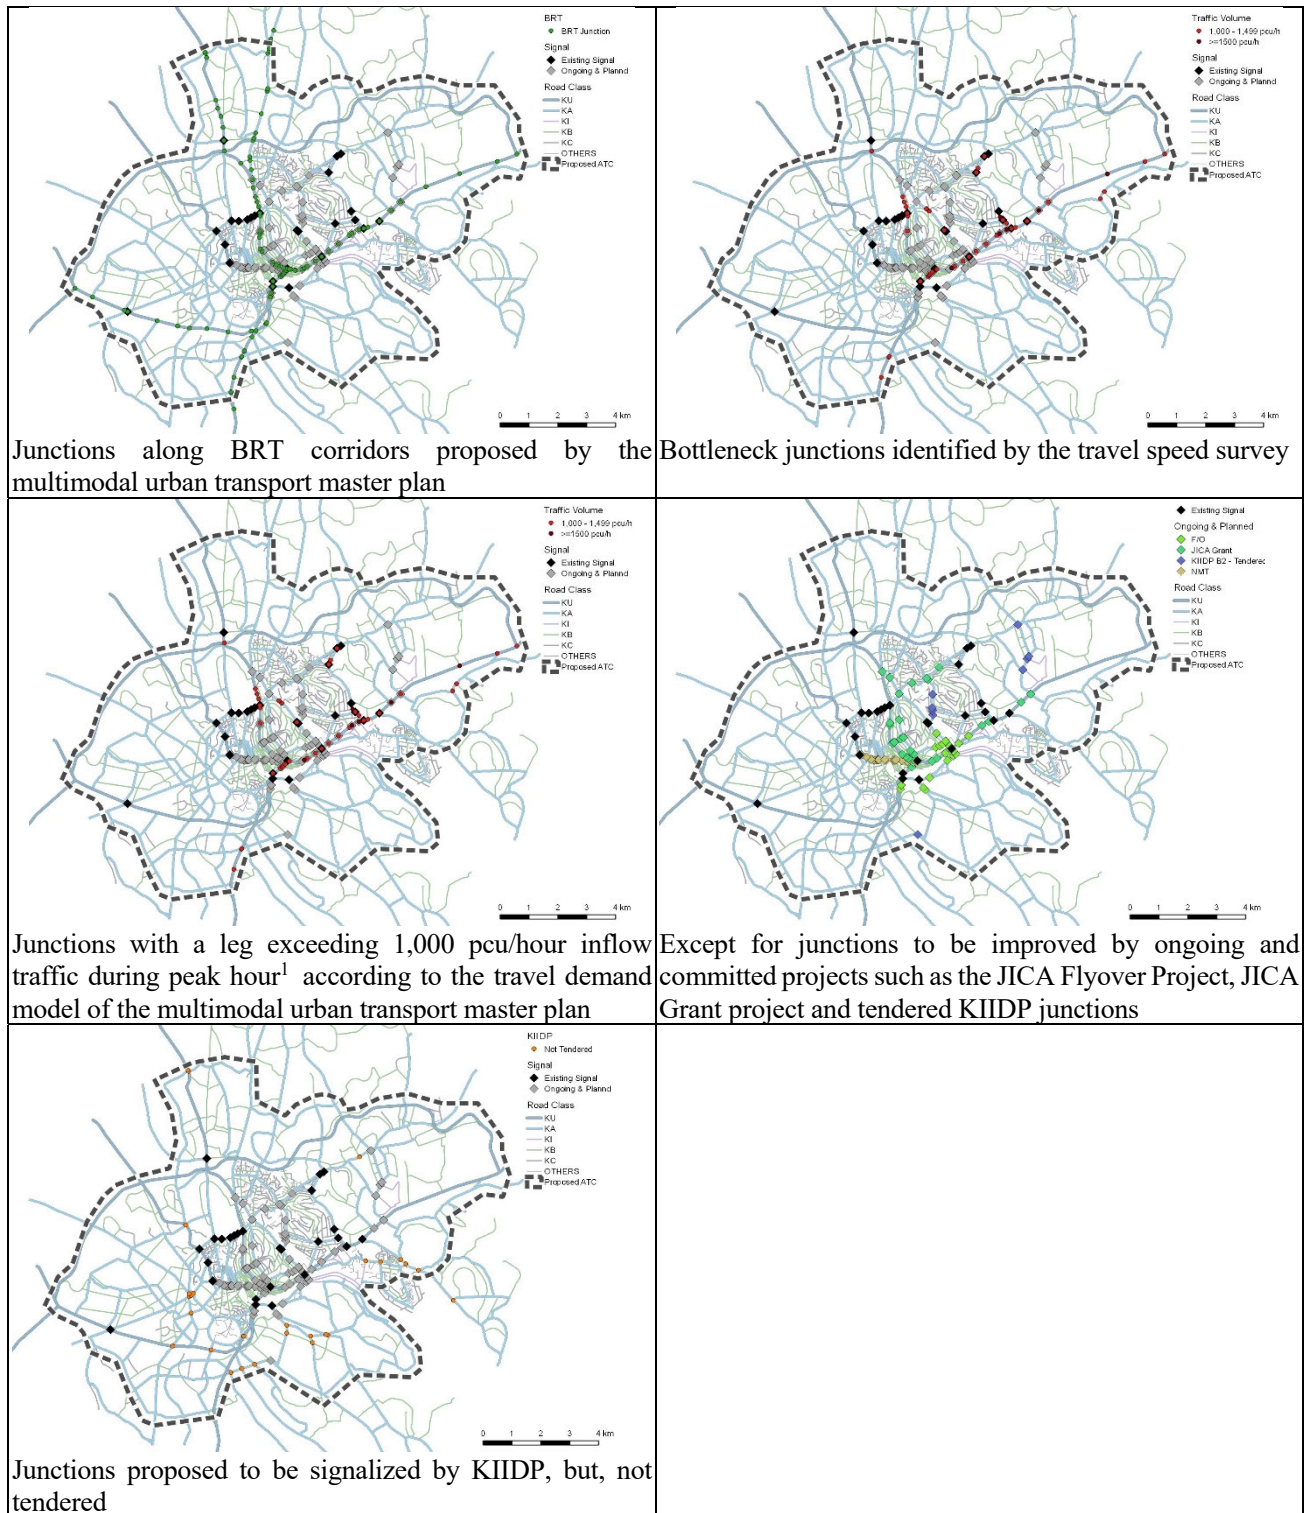 BRT
BRT Junction
Signal
Existing Signal
Ongoing & Plannd
Road Class
KU
KA
KI
KB
KC
OTHERS
Proposed ATC
0 1 2 3 4 km
Junctions along BRT corridors proposed by the
multimodal urban transport master plan
Traffic Volume
1,000 - 1,499 pcu/h
>=1500 pcu/h
Signal
Existing Signal
Ongoing & Plannd
Road Class
KU
KA
KI
KB
KC
OTHERS
Proposed ATC
0 1 2 3 4 km
Bottleneck junctions identified by the travel speed survey
Traffic Volume
1,000 - 1,499 pcu/h
>=1500 pcu/h
Signal
Existing Signal
Ongoing & Plannd
Road Class
KU
KA
KI
KB
KC
OTHERS
Proposed ATC
0 1 2 3 4 km
Junctions with a leg exceeding 1,000 pcu/hour inflow
traffic during peak hour1 according to the travel demand
model of the multimodal urban transport master plan
Existing Signal
Ongoing & Planned
F/O
JICA Grant
KIIDP B2 - Tendered
NMT
Road Class
KU
KA
KI
KB
KC
OTHERS
Proposed ATC
0 1 2 3 4 km
Except for junctions to be improved by ongoing and
committed projects such as the JICA Flyover Project, JICA
Grant project and tendered KIIDP junctions
KIIDP
Not Tendered
Signal
Existing Signal
Ongoing & Plannd
Road Class
KU
KA
KI
KB
KC
OTHERS
Proposed ATC
0 1 2 3 4 km
Junctions proposed to be signalized by KIIDP, but, not
tendered